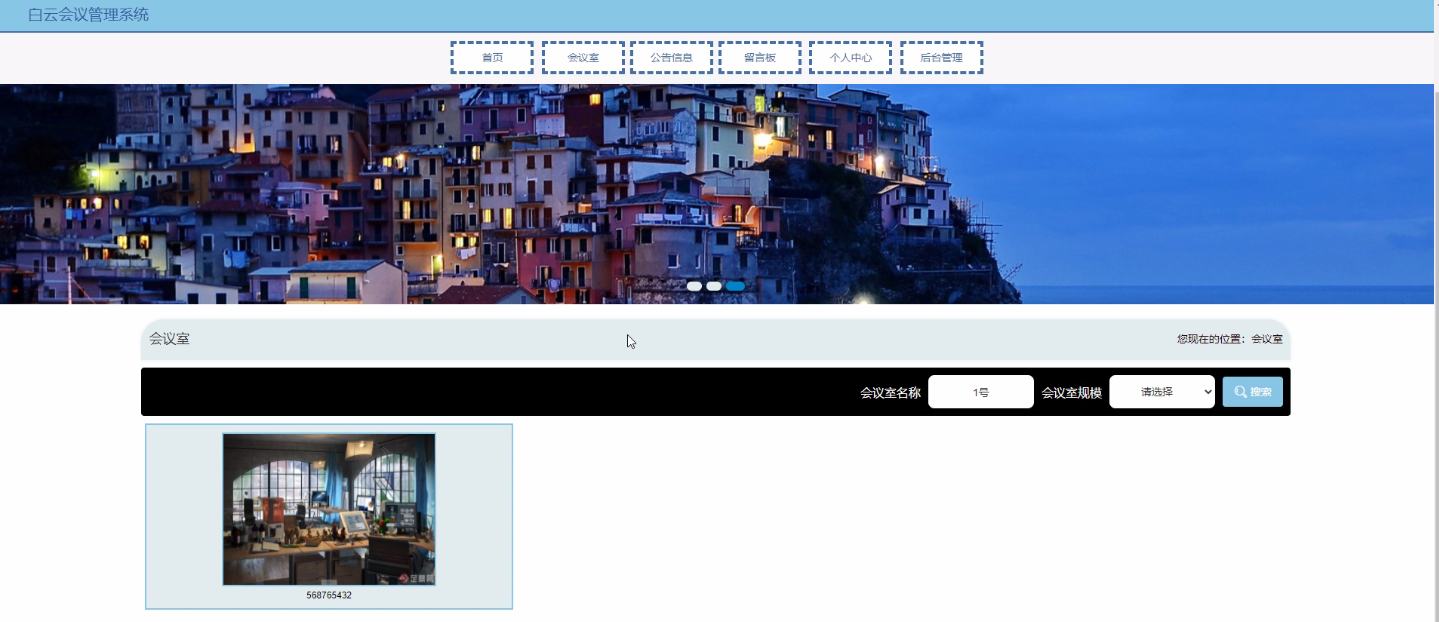 白云会议管理系统
首页 会议室 公告信息 留言板 个人中心 后台管理
会议室 您现在的位置：会议室
会议室名称 1号 会议室规模 请选择 搜索
568765432